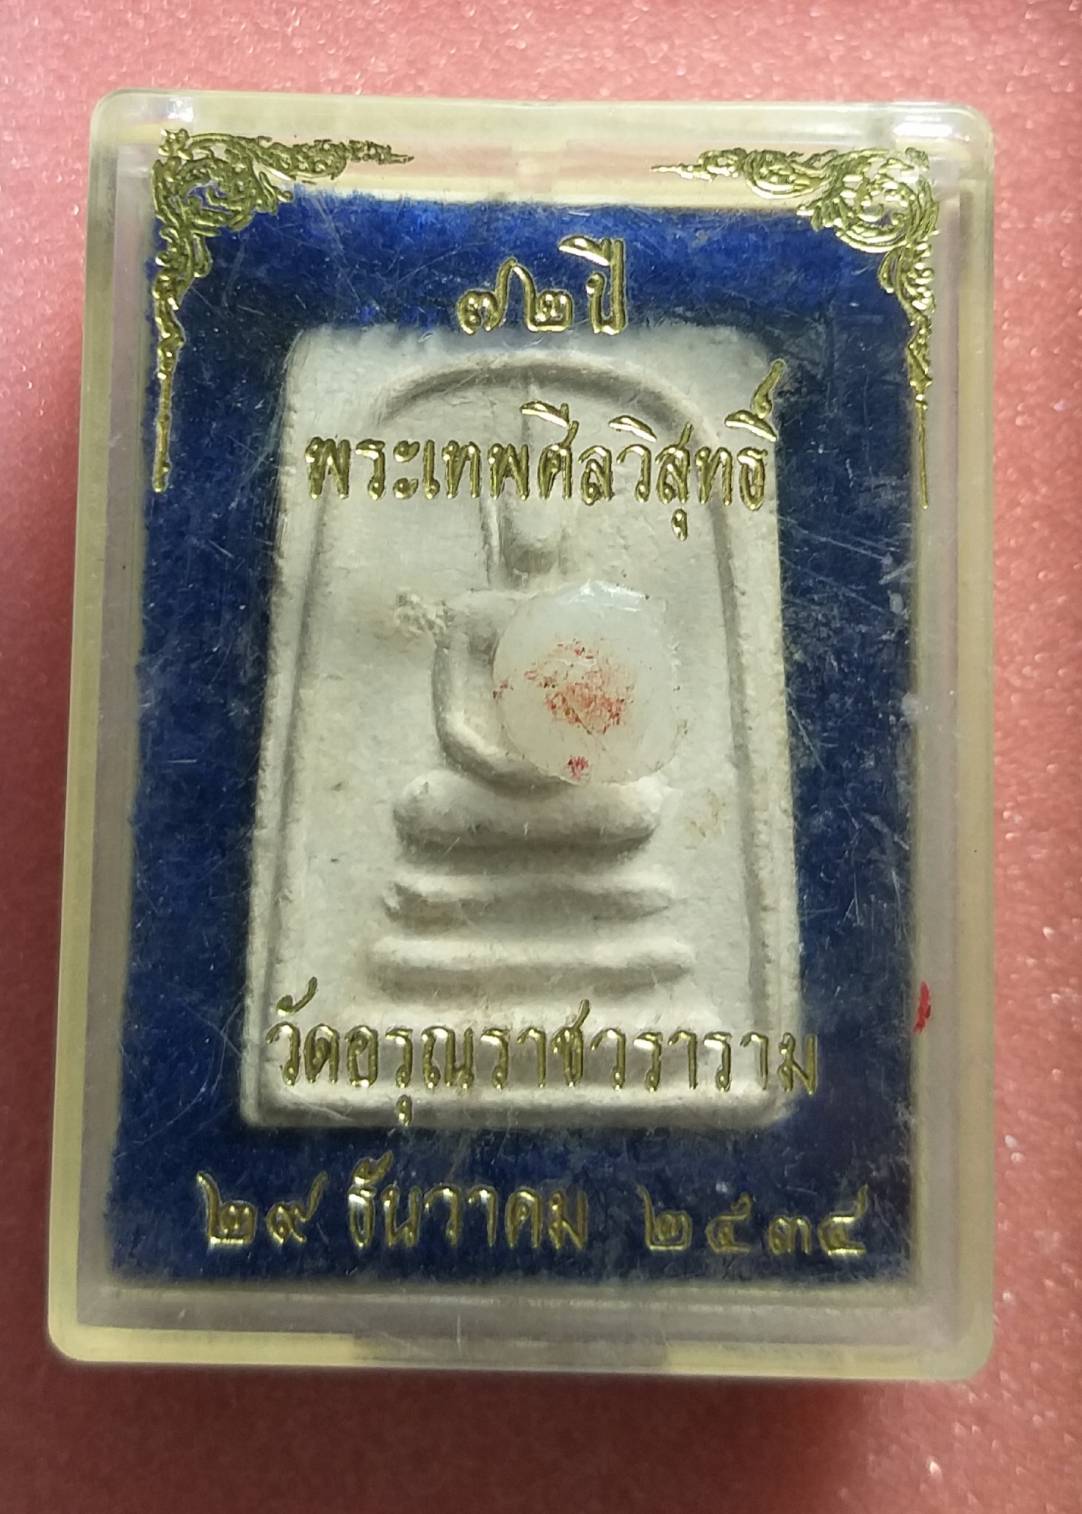 ๗๒ ปี
พระเทพศีลวิสุทธิ์
วัดอรุณราชวราราม
๒๙ ธันวาคม ๒๕๓๔